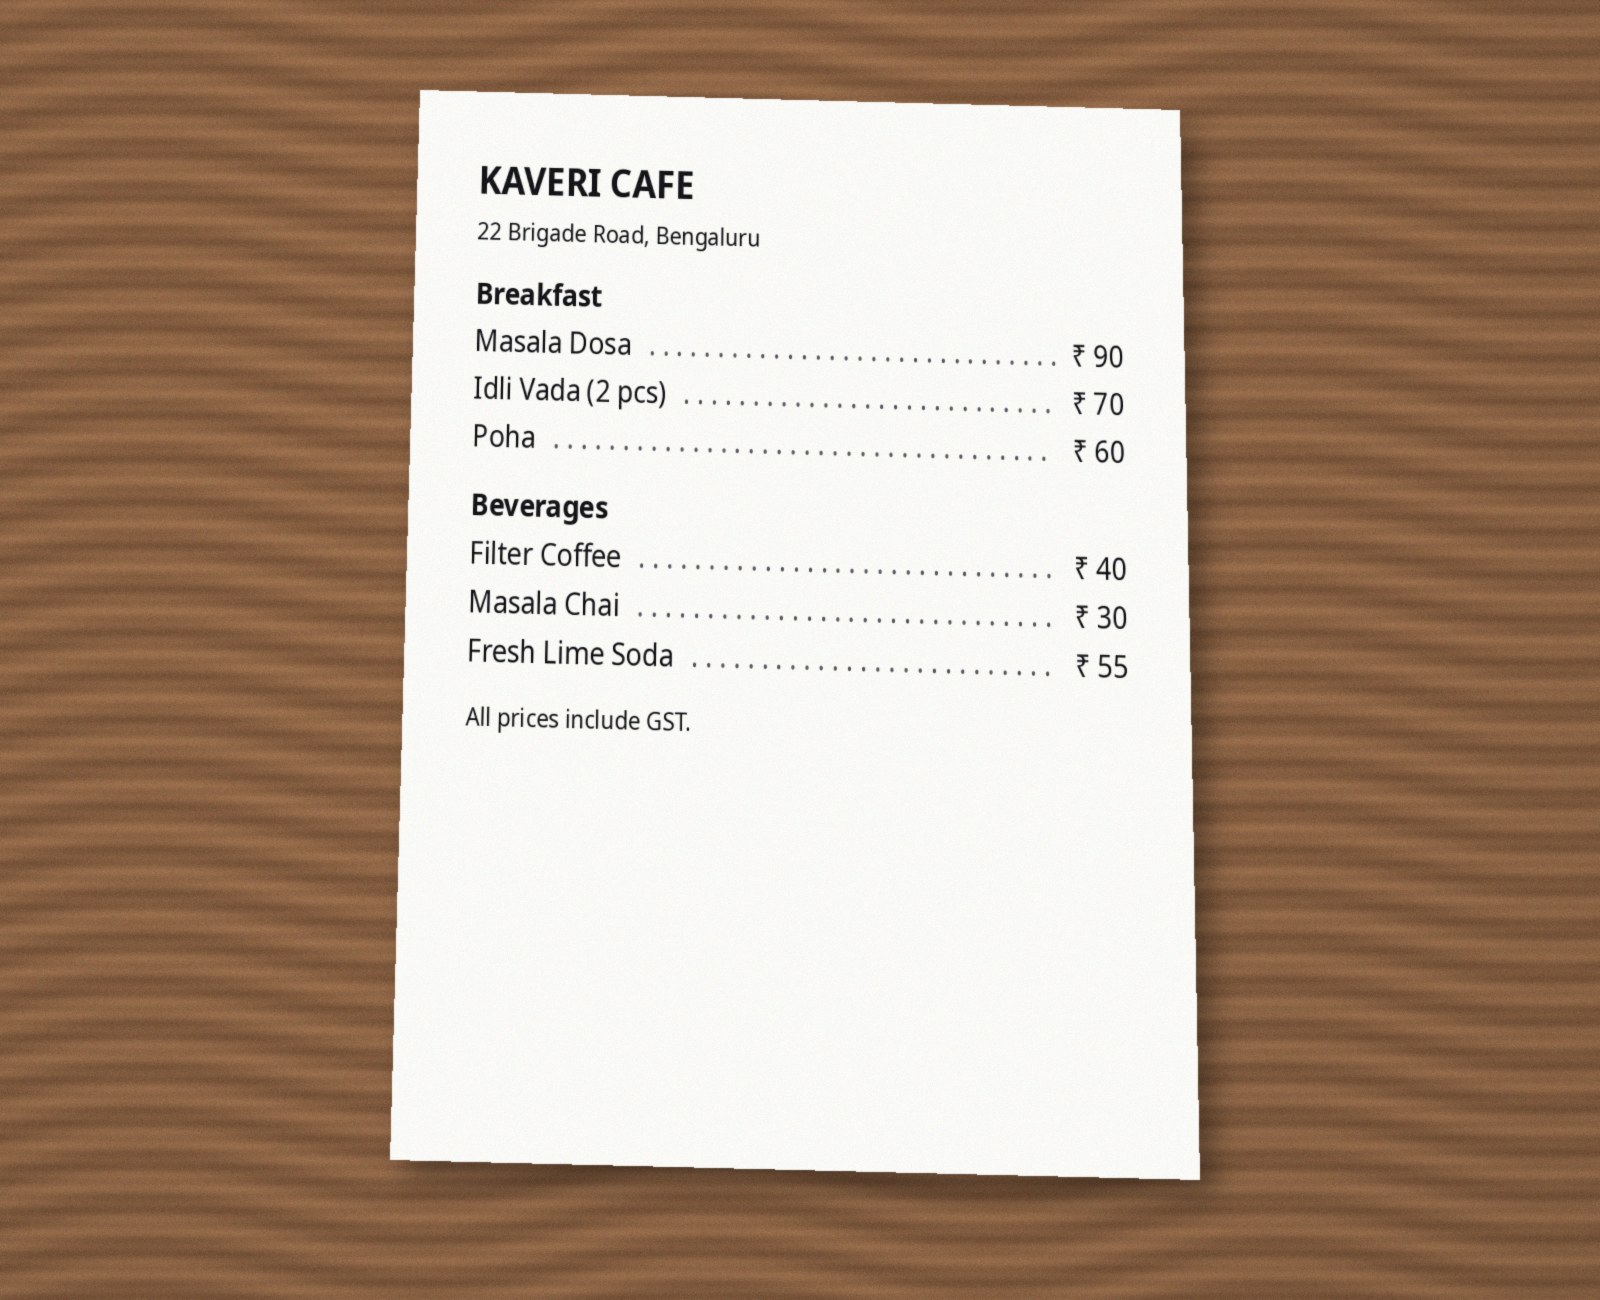 KAVERI CAFE
22 Brigade Road, Bengaluru
Breakfast
Masala Dosa .............................. ₹ 90
Idli Vada (2 pcs) ........................... ₹ 70
Poha .................................... ₹ 60
Beverages
Filter Coffee .............................. ₹ 40
Masala Chai .............................. ₹ 30
Fresh Lime Soda .......................... ₹ 55
All prices include GST.